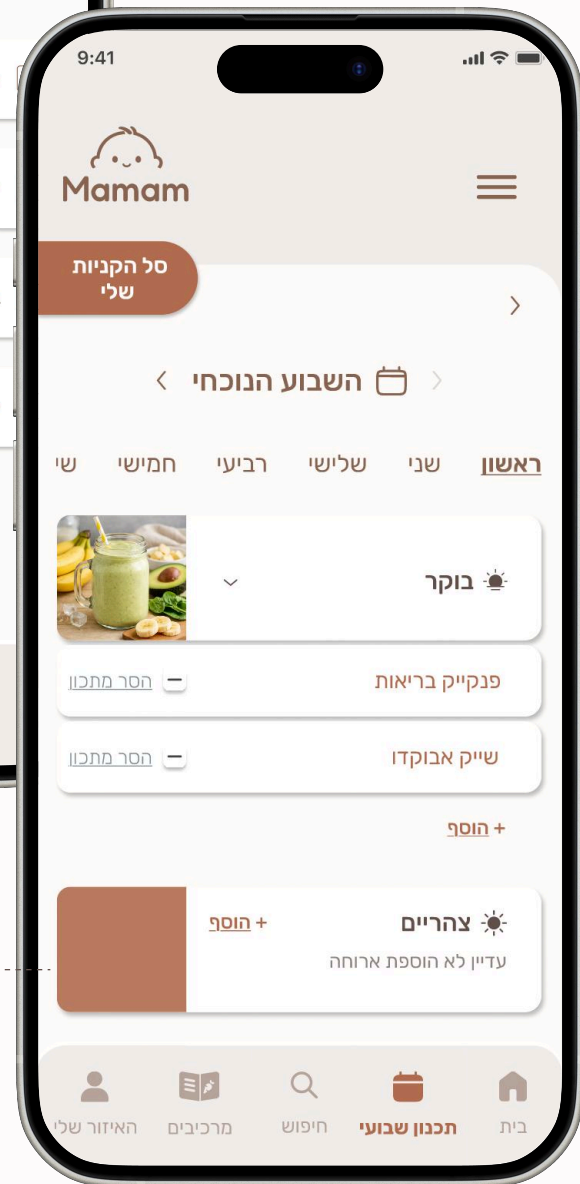 9:41
Mamam
סל הקניות
שלי
השבוע הנוכחי
ראשון שני שלישי רביעי חמישי שי
בוקר
פנקייק בריאות הסר מתכון
שייק אבוקדו הסר מתכון
+ הוסף
צהריים + הוסף
עדיין לא הוספת ארוחה
בית תכנון שבועי חיפוש מרכיבים האיזור שלי